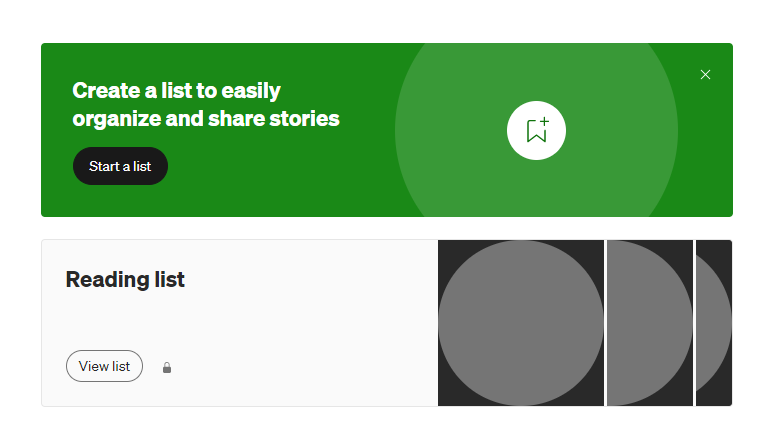 Create a list to easily
organize and share stories
Start a list
Reading list
View list